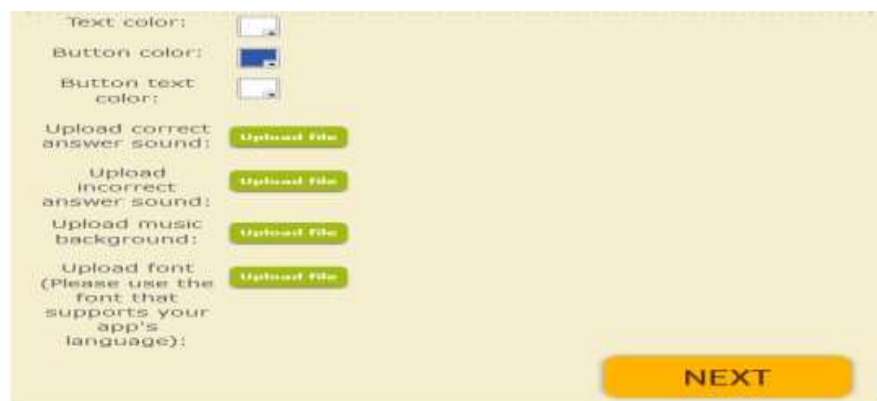 Text color:
Button color:
Button text
color:
Upload correct
answer sound:
Upload file
Upload
incorrect
answer sound:
Upload file
Upload music
background:
Upload file
Upload font
(Please use the
font that
supports your
app's
language):
Upload file
NEXT